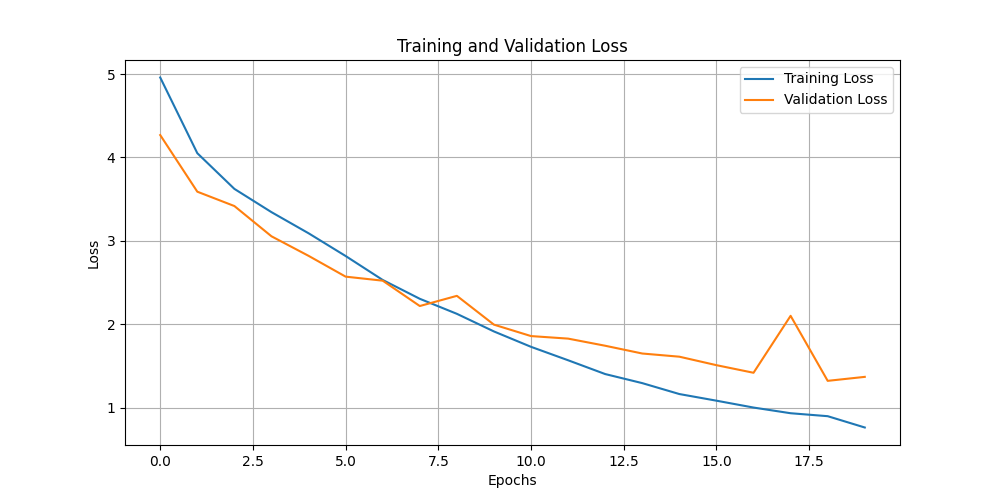 Training and Validation Loss
Training Loss
Validation Loss
5
4
3
2
1
Loss
0.0 2.5 5.0 7.5 10.0 12.5 15.0 17.5
Epochs